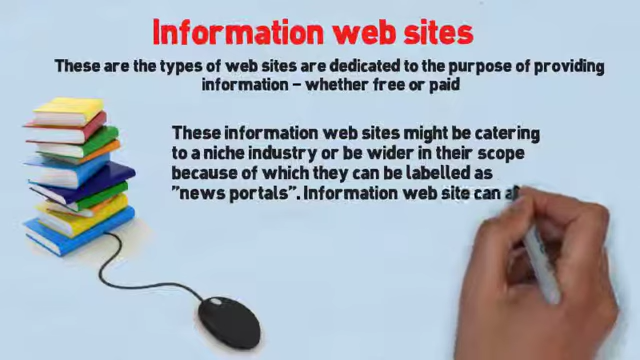 Information web sites
These are the types of web sites are dedicated to the purpose of providing
information – whether free or paid
These information web sites might be catering
to a niche industry or be wider in their scope
because of which they can be labelled as
"news portals". Information web site can